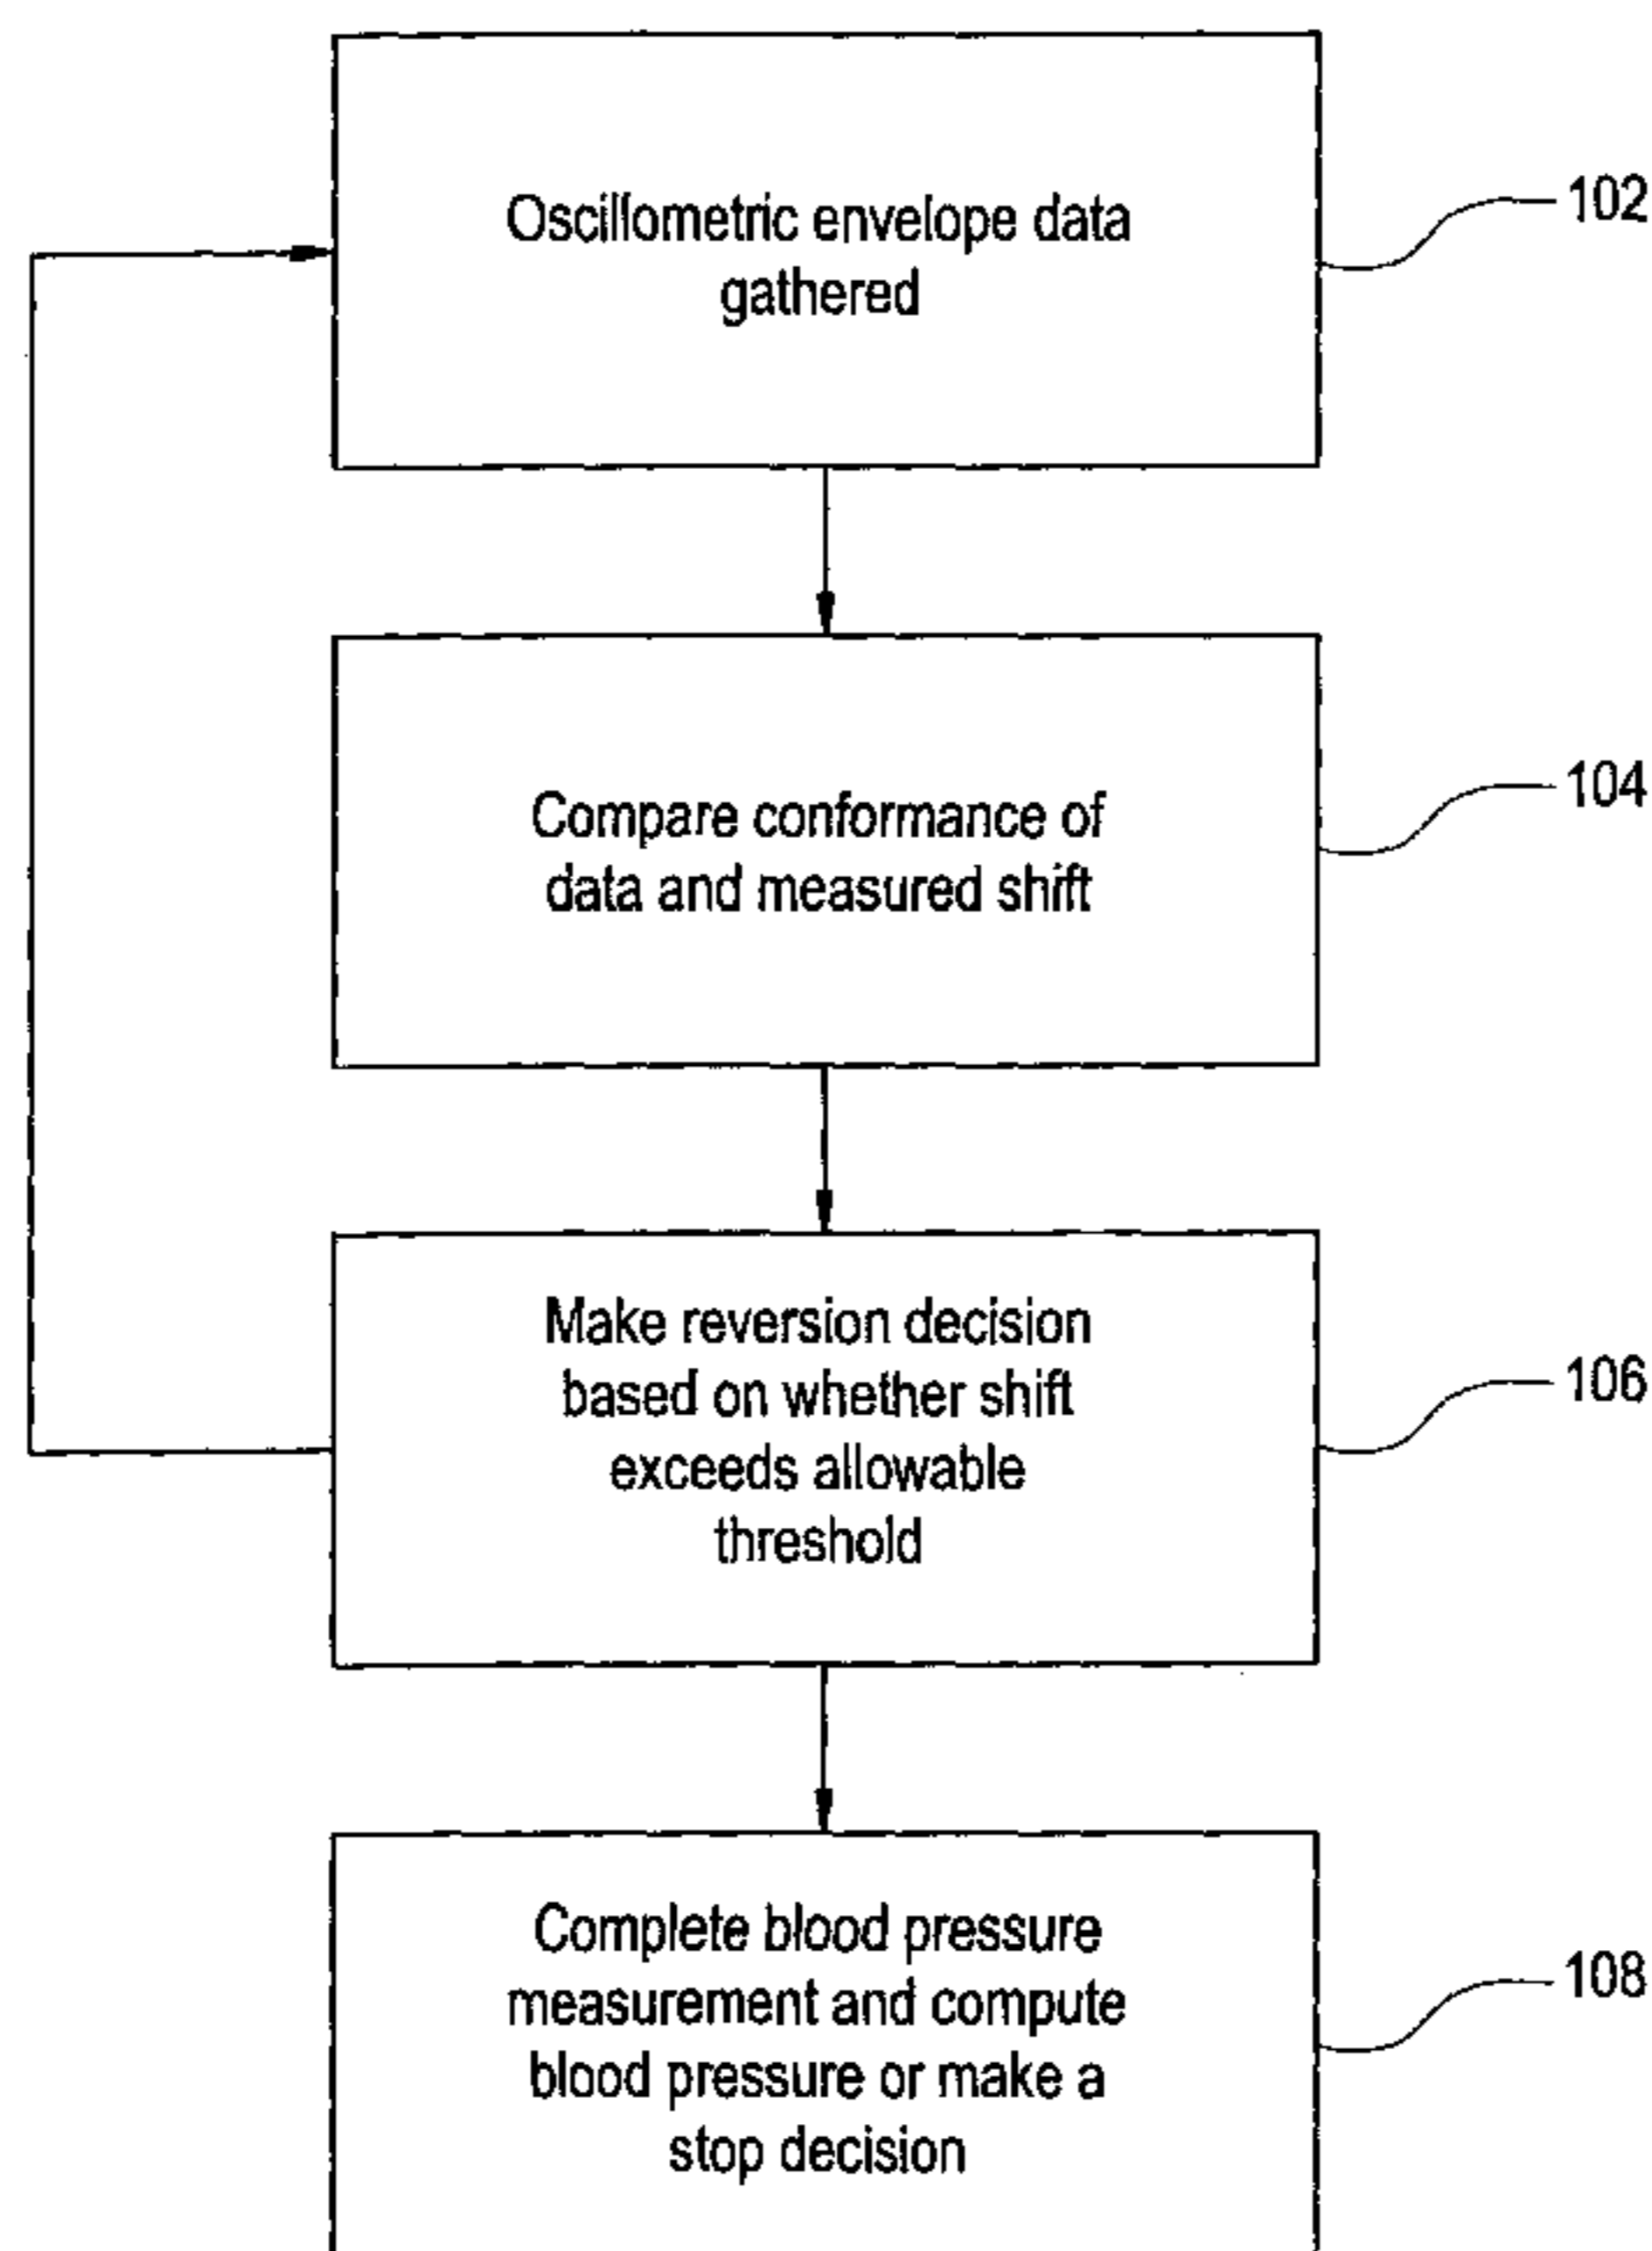 Oscillometric envelope data
gathered
102
Compare conformance of
data and measured shift
104
Make reversion decision
based on whether shift
exceeds allowable
threshold
106
Complete blood pressure
measurement and compute
blood pressure or make a
stop decision
108